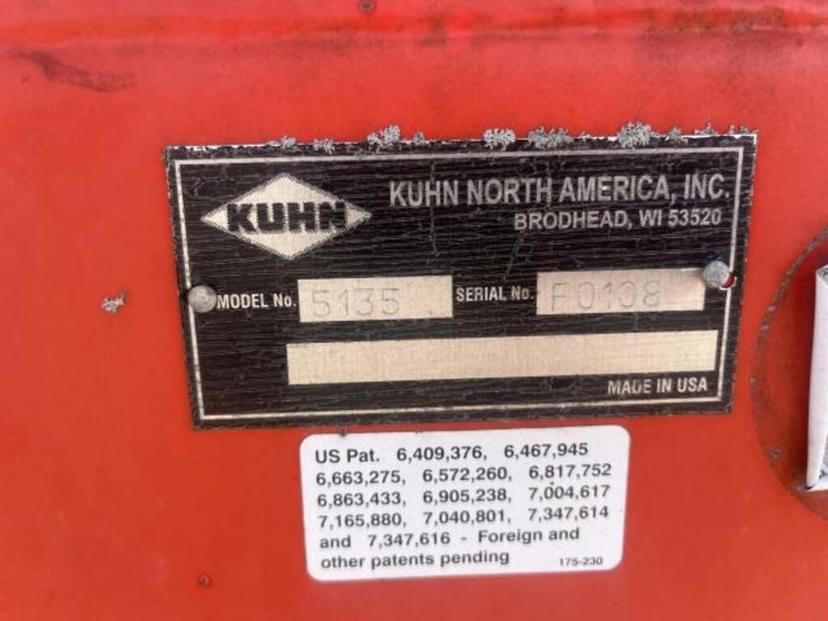 KUHN
KUHN NORTH AMERICA, INC.
BRODHEAD, WI 53520
MODEL No. 5135
SERIAL No. F0108
MADE IN USA
US Pat. 6,409,376, 6,467,945
6,663,275, 6,572,260, 6,817,752
6,863,433, 6,905,238, 7,004,617
7,165,880, 7,040,801, 7,347,614
and 7,347,616 - Foreign and
other patents pending
175-230